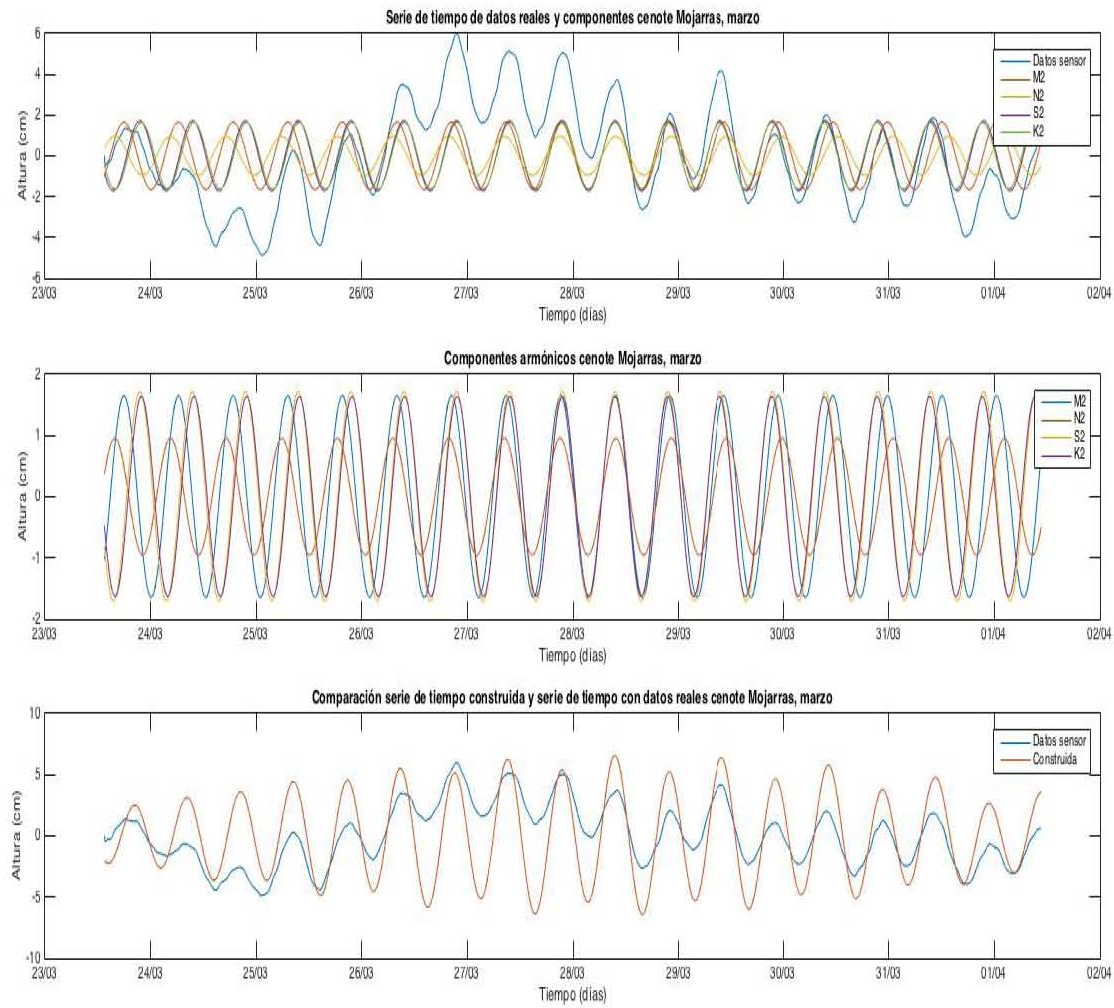 Serie de tiempo de datos reales y componentes cenote Mojarras, marzo
Altura (cm)
6
4
2
0
-2
-4
-6
Datos sensor
M2
N2
S2
K2
23/03 24/03 25/03 26/03 27/03 28/03 29/03 30/03 31/03 01/04 02/04
Tiempo (días)
Componentes armónicos cenote Mojarras, marzo
Altura (cm)
2
1
0
-1
-2
M2
N2
S2
K2
23/03 24/03 25/03 26/03 27/03 28/03 29/03 30/03 31/03 01/04 02/04
Tiempo (días)
Comparación serie de tiempo construida y serie de tiempo con datos reales cenote Mojarras, marzo
Altura (cm)
10
5
0
-5
-10
Datos sensor
Construida
23/03 24/03 25/03 26/03 27/03 28/03 29/03 30/03 31/03 01/04 02/04
Tiempo (días)